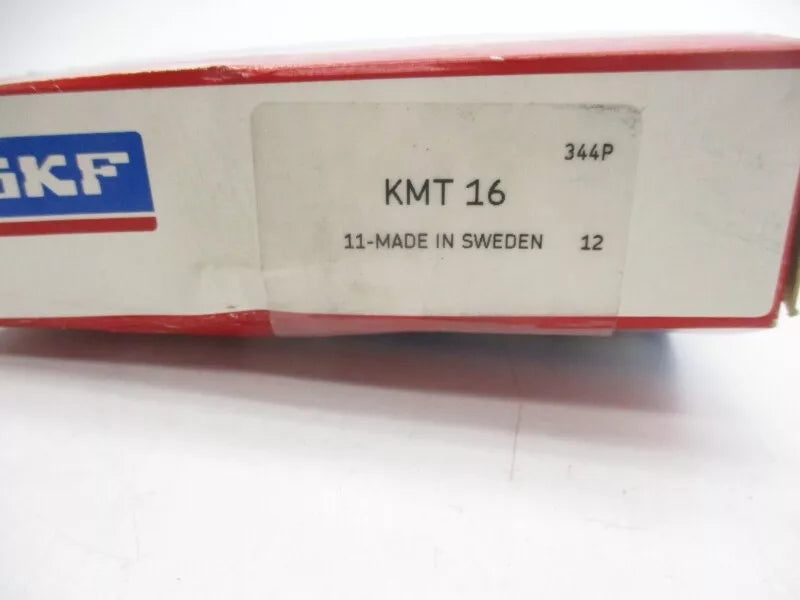 SKF
344P
KMT 16
11-MADE IN SWEDEN 12